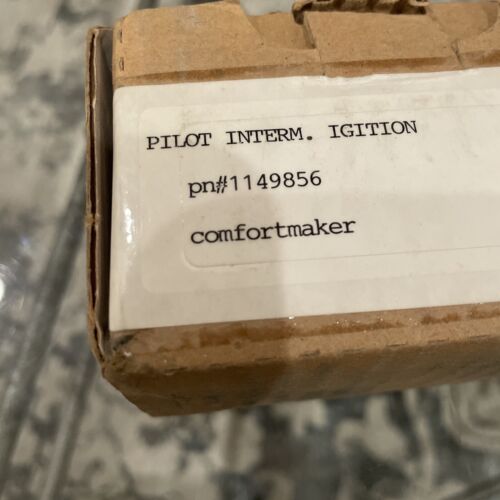 PILOT INTERM. IGITION
pn#1149856
comfortmaker